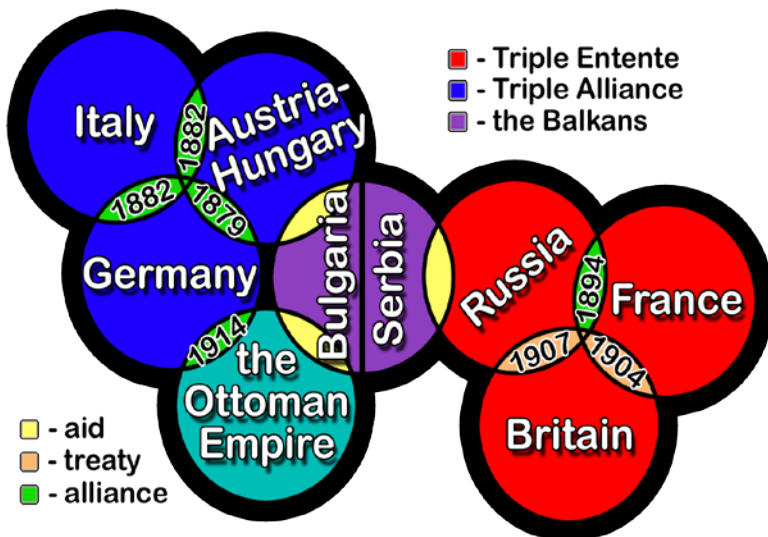 - Triple Entente
- Triple Alliance
- the Balkans
Italy
1882
Austria-
Hungary
1882
1879
Germany
Bulgaria
Serbia
Russia
1894
France
1914
the
Ottoman
Empire
1907
1904
Britain
- aid
- treaty
- alliance